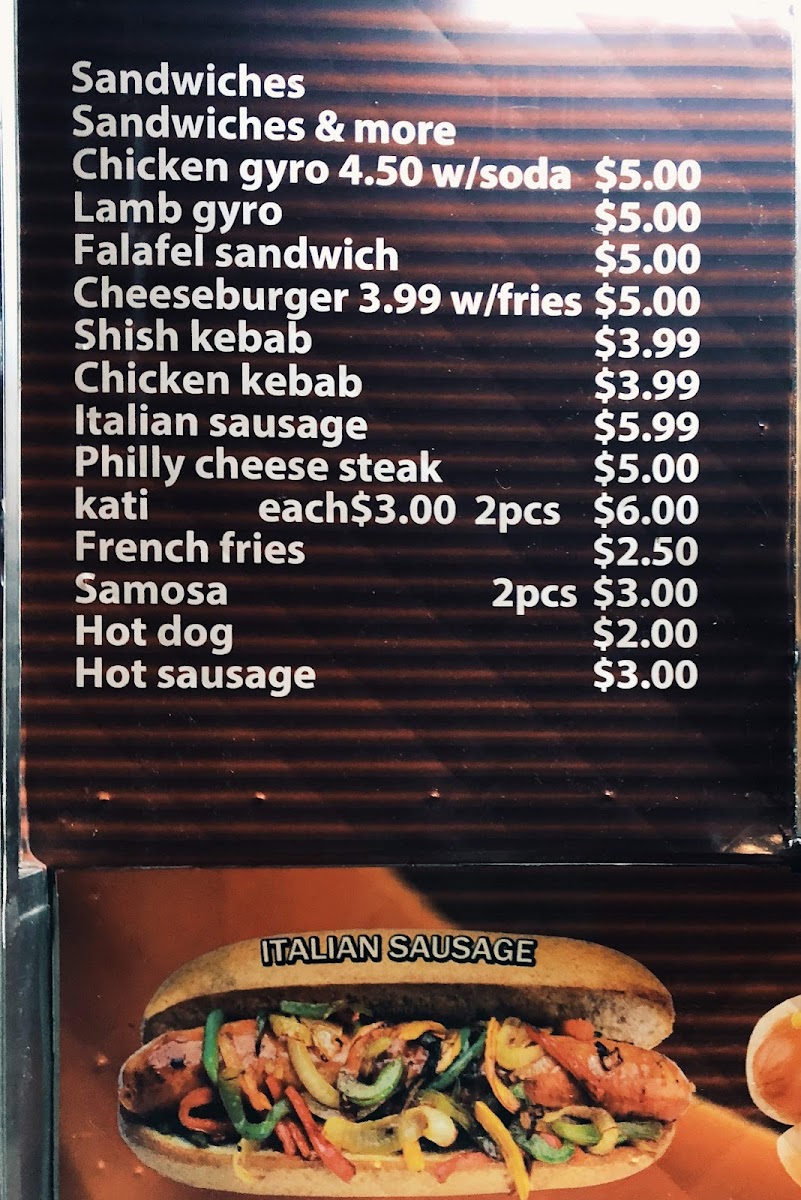 Sandwiches
Sandwiches & more
Chicken gyro 4.50 w/soda $5.00
Lamb gyro $5.00
Falafel sandwich $5.00
Cheeseburger 3.99 w/fries $5.00
Shish kebab $3.99
Chicken kebab $3.99
Italian sausage $5.99
Philly cheese steak $5.00
kati each$3.00 2pcs $6.00
French fries $2.50
Samosa 2pcs $3.00
Hot dog $2.00
Hot sausage $3.00
ITALIAN SAUSAGE